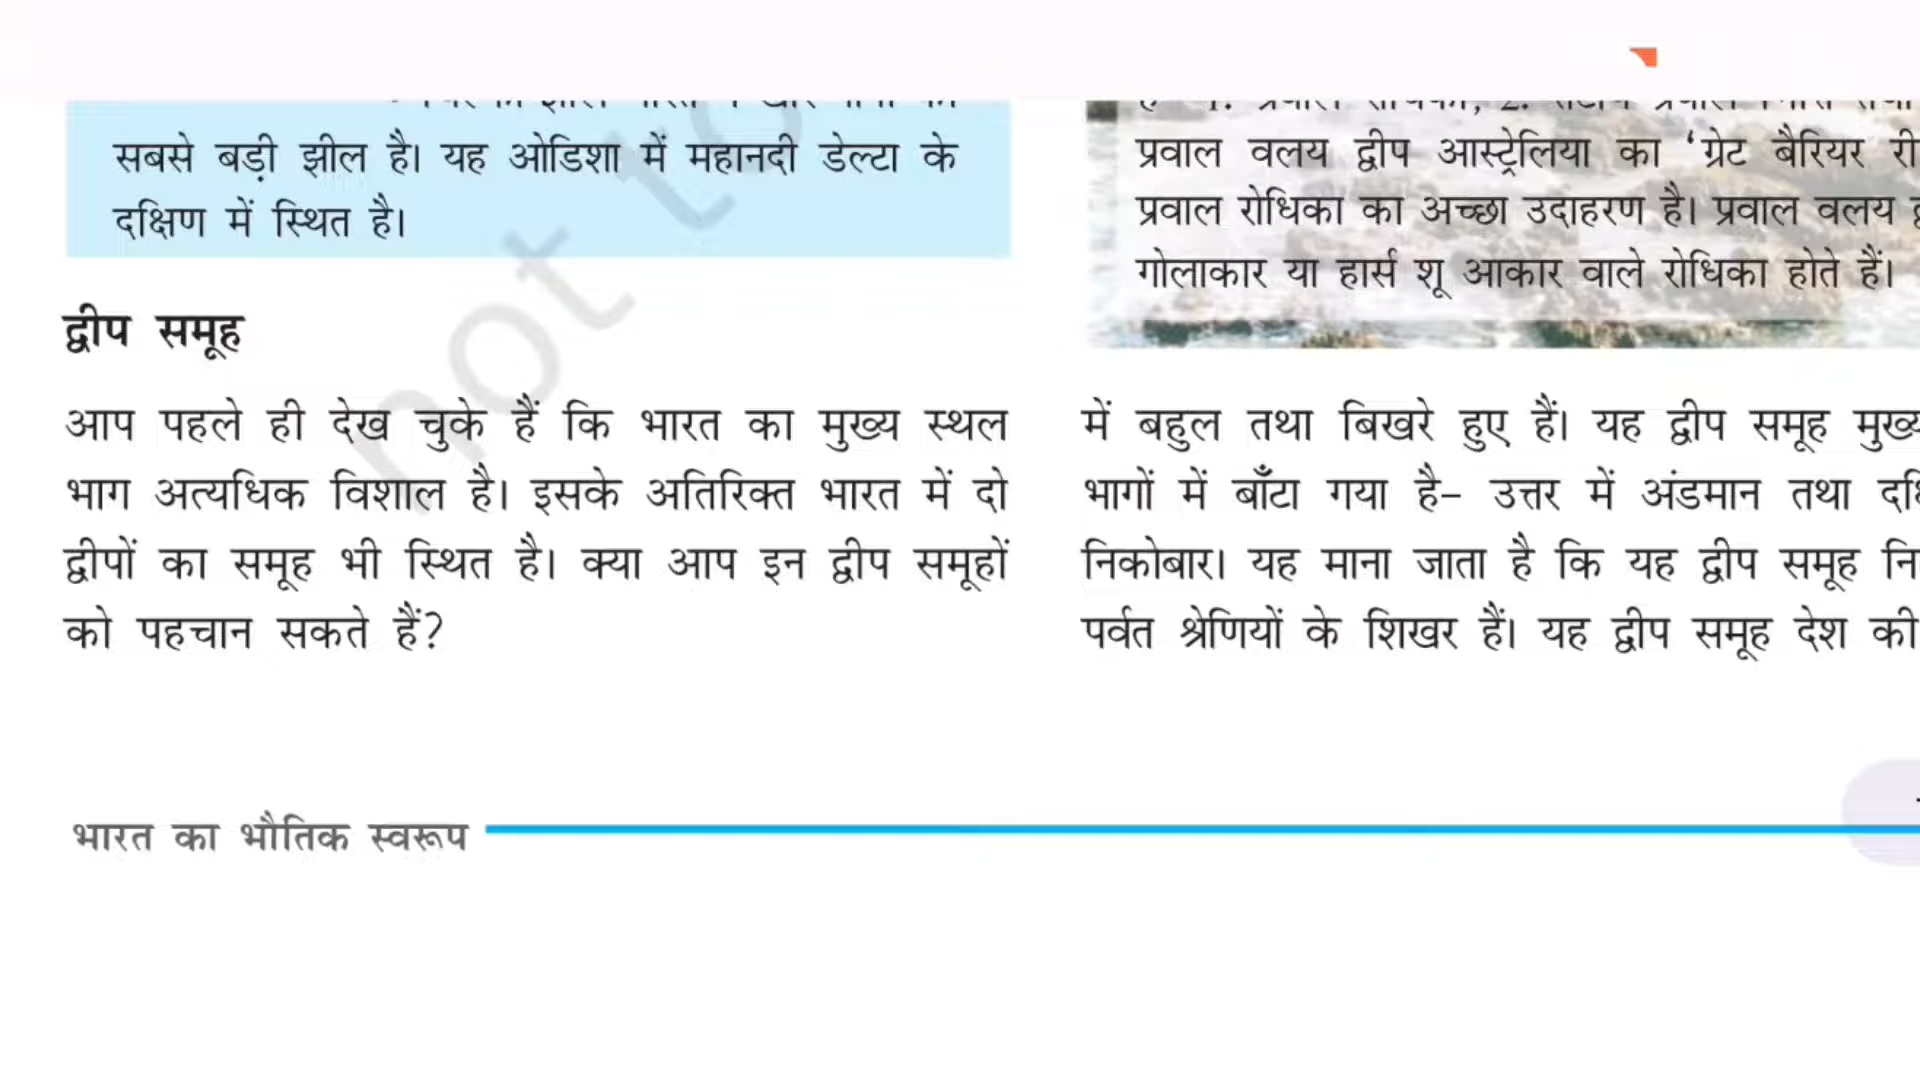 सबसे बड़ी झील है। यह ओडिशा में महानदी डेल्टा के
दक्षिण में स्थित है।
द्वीप समूह
आप पहले ही देख चुके हैं कि भारत का मुख्य स्थल
भाग अत्यधिक विशाल है। इसके अतिरिक्त भारत में दो
द्वीपों का समूह भी स्थित है। क्या आप इन द्वीप समूहों
को पहचान सकते हैं?
प्रवाल वलय द्वीप आस्ट्रेलिया का ‘ग्रेट बैरियर
प्रवाल रोधिका का अच्छा उदाहरण है। प्रवाल वलय
गोलाकार या हार्स शू आकार वाले रोधिका होते हैं।
में बहुल तथा बिखरे हुए हैं। यह द्वीप समूह
भागों में बाँटा गया है– उत्तर में अंडमान तथा
निकोबार। यह माना जाता है कि यह द्वीप समूह
पर्वत श्रेणियों के शिखर हैं। यह द्वीप समूह देश की
भारत का भौतिक स्वरूप
not to